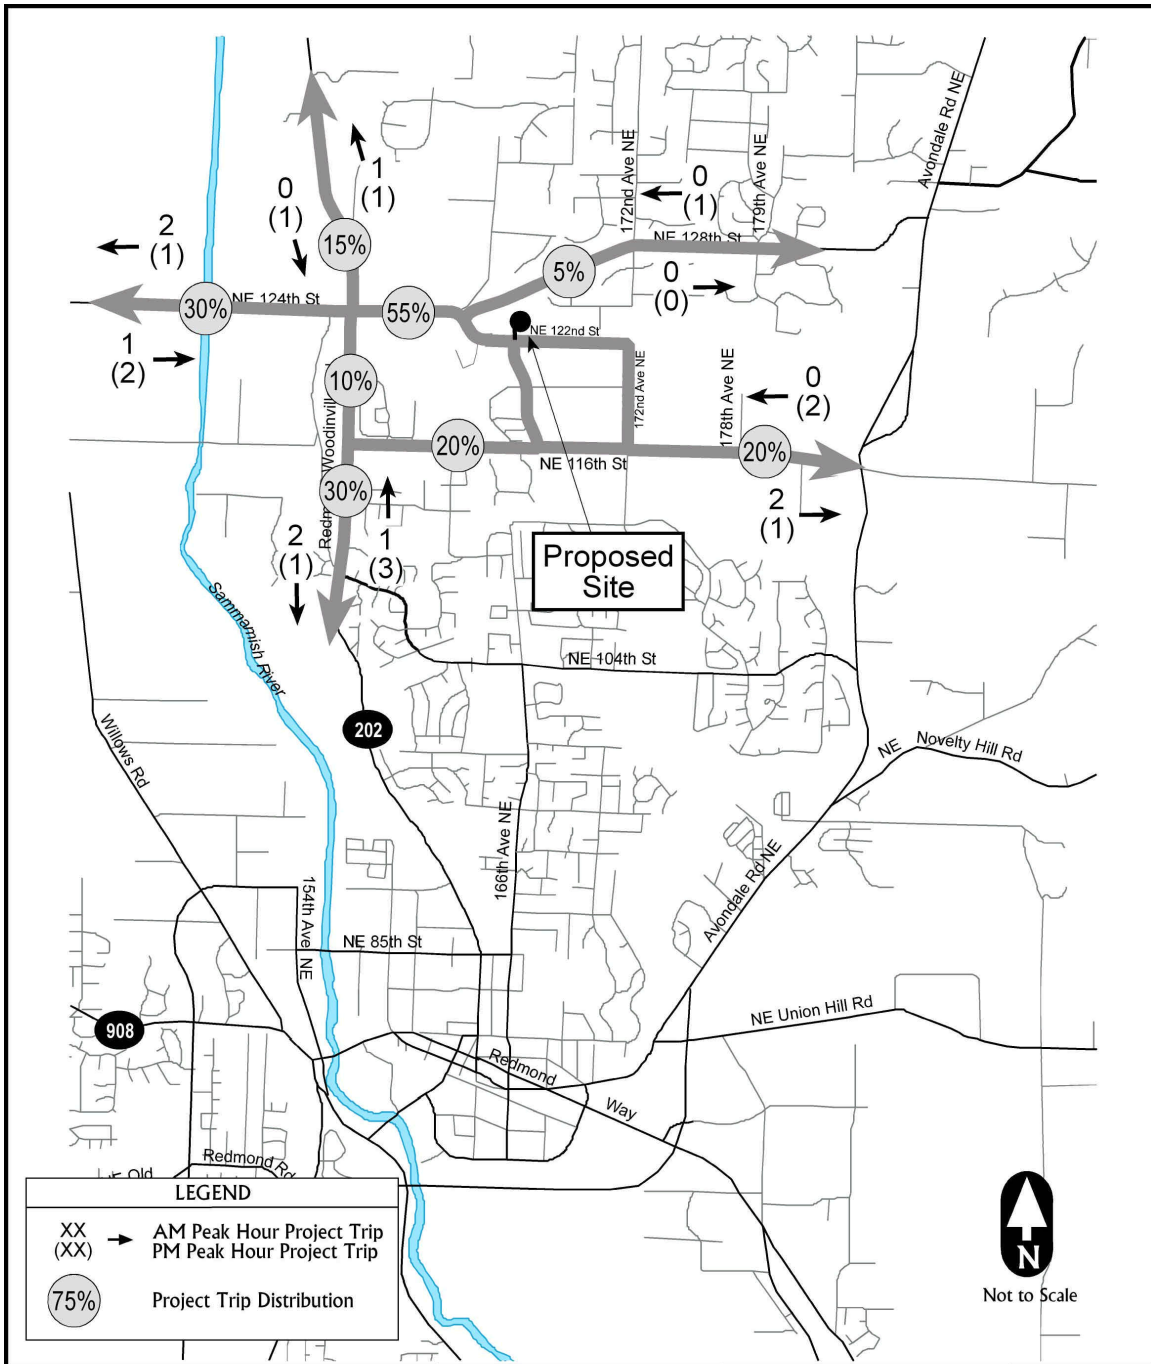 Avondale Rd NE
172nd Ave NE
179th Ave NE
1
(1)
0
(1)
0
(1)
2
(1)
15%
NE 128th St
5%
0
(0)
30%
NE 124th St
55%
NE 122nd St
1
(2)
10%
172nd Ave NE
178th Ave NE
0
(2)
20%
NE 116th St
20%
30%
2
(1)
1
(3)
2
(1)
Proposed
Site
Sammamish River
NE 104th St
202
Willows Rd
NE Novelty Hill Rd
166th Ave NE
154th Ave NE
Avondale Rd NE
NE 85th St
908
NE Union Hill Rd
Redmond Way
Old
Redmond Rd
LEGEND
XX
(XX)
AM Peak Hour Project Trip
PM Peak Hour Project Trip
75%
Project Trip Distribution
N
Not to Scale